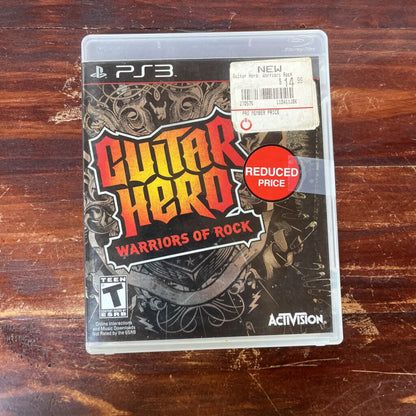 PS3
NEW
Guitar Hero: Warriors Rock
$14.99
PRO MEMBER PRICE
GUITAR
HERO
REDUCED
PRICE
WARRIORS OF ROCK
TEEN
T
ESRB
Online Interactions
and Music Downloads
Not Rated by the ESRB
ACTIVISION.